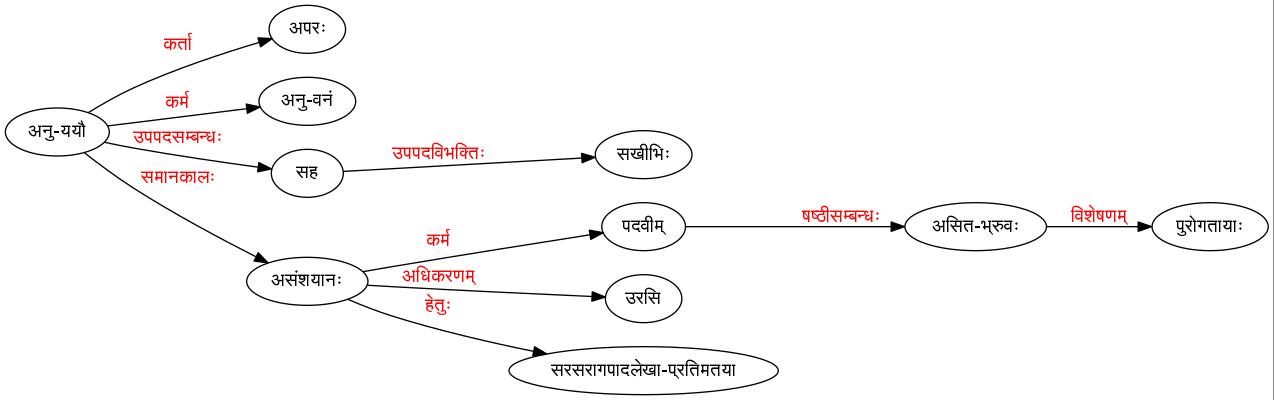 अपरः
कर्ता
अनु-वनं
कर्म
अनु-ययौ
उपपदसम्बन्धः
उपपदविभक्तिः
सखीभिः
सह
समानकालः
षष्ठीसम्बन्धः
विशेषणम्
पदवीम्
असित-भ्रुवः
पुरोगतायाः
कर्म
अधिकरणम्
असंशयानः
उरसि
हेतुः
सरसरागपादलेखा-प्रतिमतया